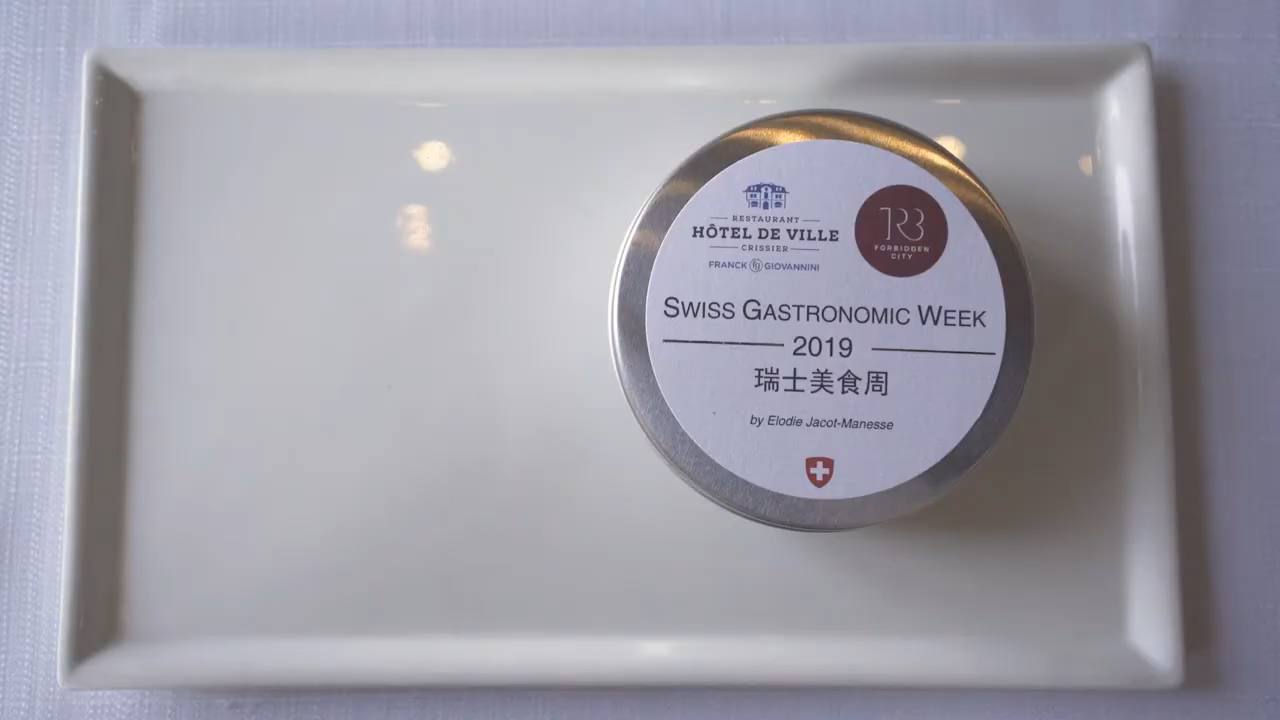 RESTAURANT
HÔTEL DE VILLE
CRISSIER
FRANCK FG GIOVANNINI
TRB
FORBIDDEN
CITY
SWISS GASTRONOMIC WEEK
2019
瑞士美食周
by Elodie Jacot-Manesse